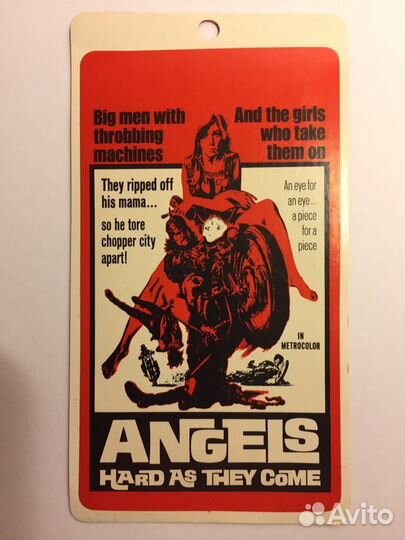 Big men with
throbbing
machines
And the girls
who take
them on
They ripped off
his mama...
so he tore
chopper city
apart!
An eye for
an eye...
a piece
for a
piece
IN
METROCOLOR
ANGELS
HARD AS THEY COME
Avito